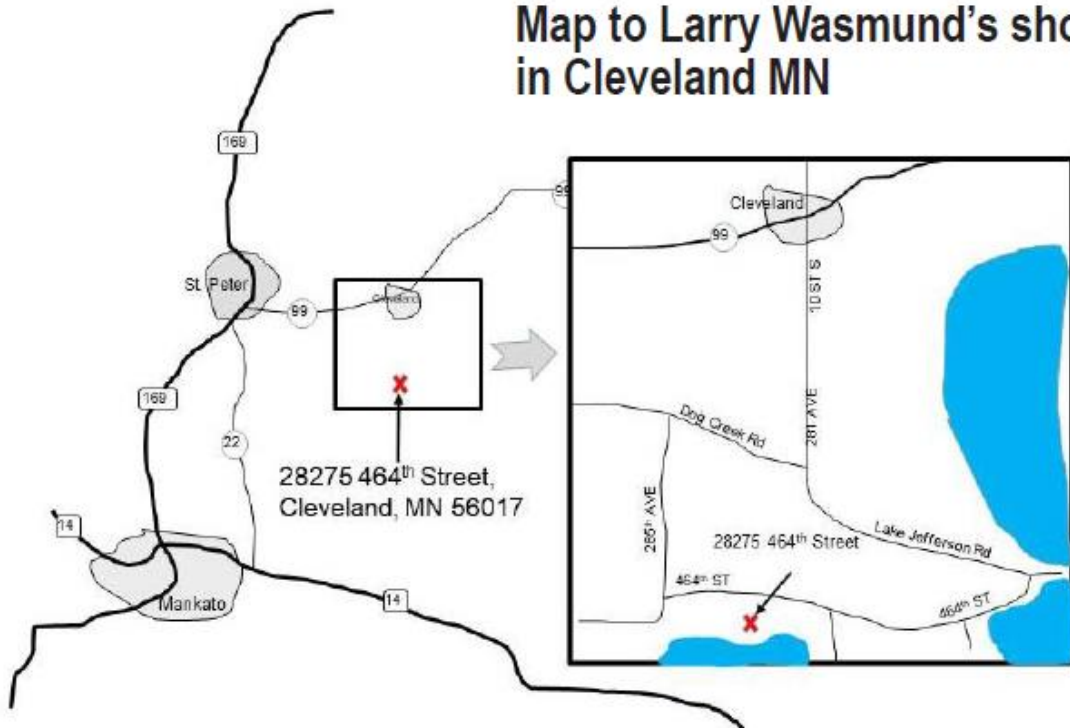 Map to Larry Wasmund's sho
in Cleveland MN
169
St. Peter
99
Cleveland
99
169
22
28275 464th Street,
Cleveland, MN 56017
14
Mankato
14
Cleveland
99
10 ST S
281 AVE
Dog Creek Rd
265th AVE
28275 464th Street
Lake Jefferson Rd
464th ST
464th ST